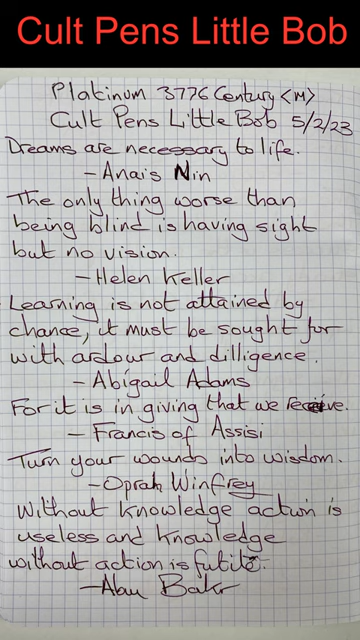 Cult Pens Little Bob
Platinum 3776 Century <M>
Cult Pens Little Bob 5/2/23
Dreams are necessary to life.
- Anais Nin
The only thing worse than
being blind is having sight
but no vision.
- Helen Keller
Learning is not attained by
chance, it must be sought for
with ardour and dilligence.
- Abigail Adams
For it is in giving that we receive.
- Francis of Assisi
Turn your wounds into wisdom.
- Oprah Winfrey
Without knowledge action is
useless and knowledge
without action is futile.
- Abu Bakr